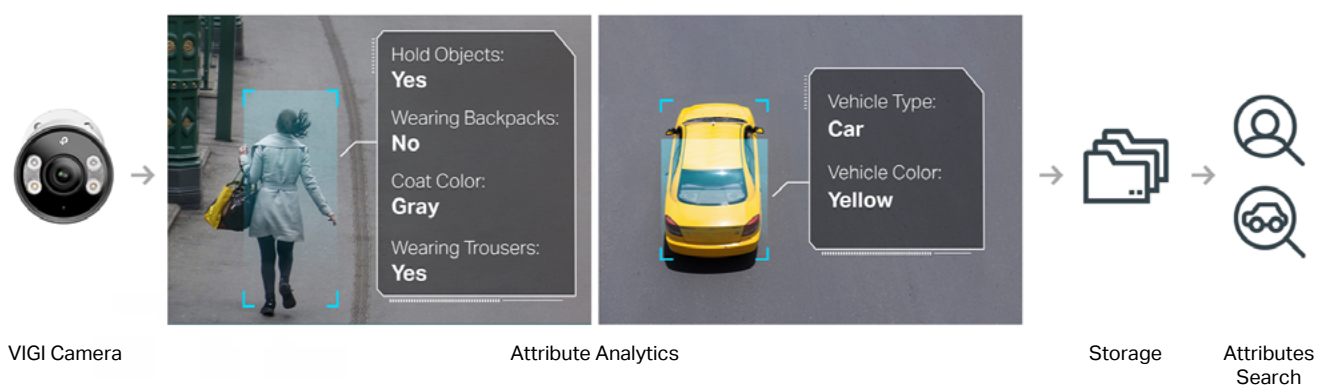 Hold Objects:
Yes
Wearing Backpacks:
No
Coat Color:
Gray
Wearing Trousers:
Yes
Vehicle Type:
Car
Vehicle Color:
Yellow
VIGI Camera
Attribute Analytics
Storage
Attributes
Search